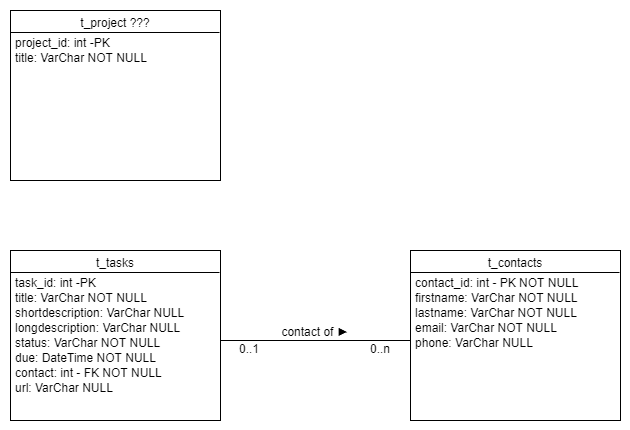 t_project ???
project_id: int -PK
title: VarChar NOT NULL
t_tasks
task_id: int -PK
title: VarChar NOT NULL
shortdescription: VarChar NULL
longdescription: VarChar NULL
status: VarChar NOT NULL
due: DateTime NOT NULL
contact: int - FK NOT NULL
url: VarChar NULL
contact of ►
0..1
0..n
t_contacts
contact_id: int - PK NOT NULL
firstname: VarChar NOT NULL
lastname: VarChar NOT NULL
email: VarChar NOT NULL
phone: VarChar NULL